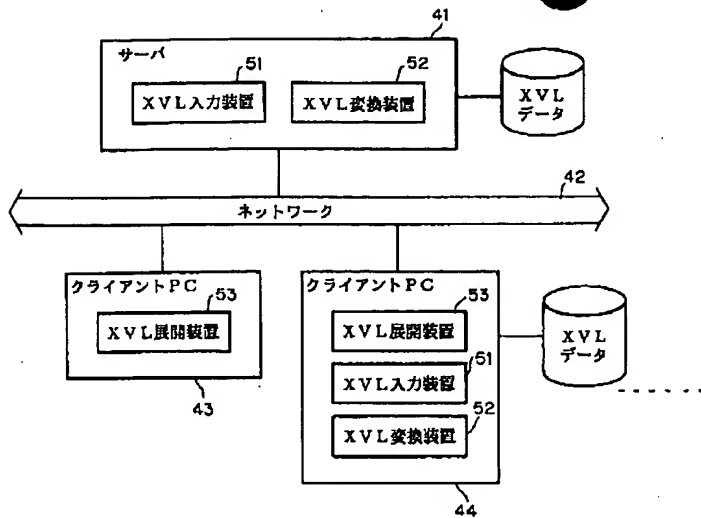 サーバ
41
51
52
XVL入力装置
XVL変換装置
XVL
データ
42
ネットワーク
クライアントPC
53
XVL展開装置
43
クライアントPC
53
XVL展開装置
51
XVL入力装置
52
XVL変換装置
44
XVL
データ